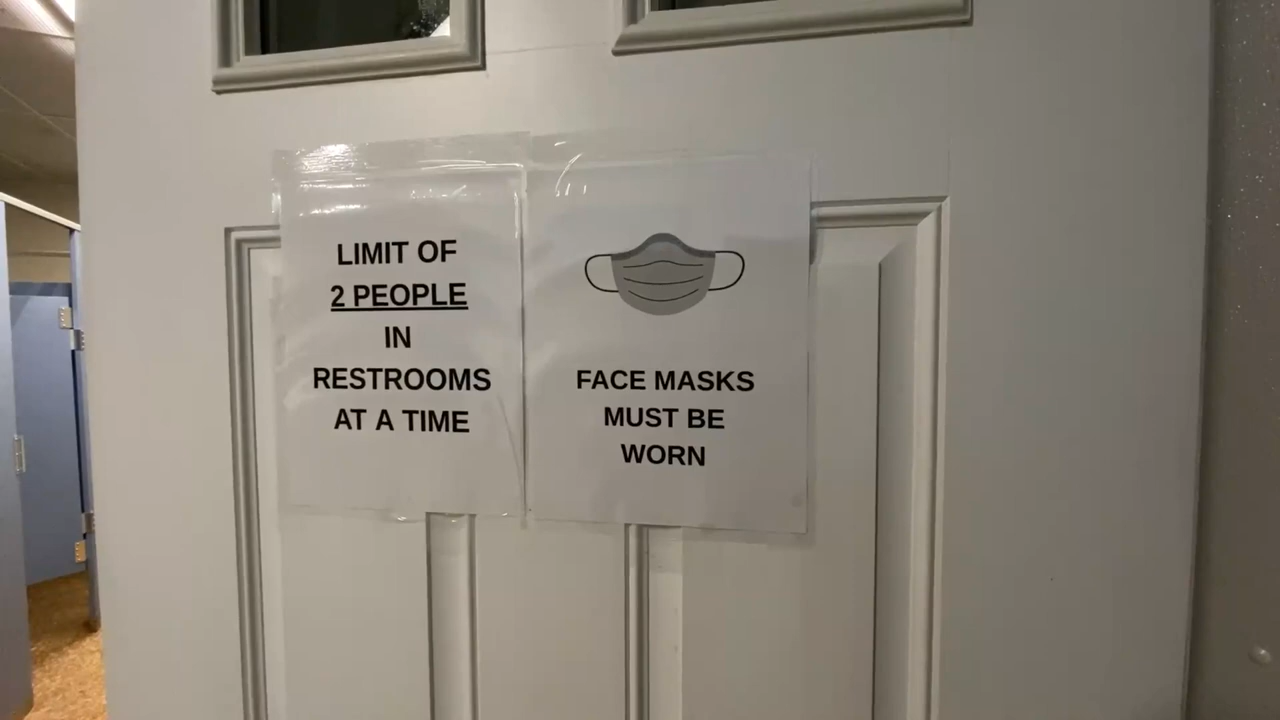 LIMIT OF
2 PEOPLE
IN
RESTROOMS
AT A TIME
FACE MASKS
MUST BE
WORN